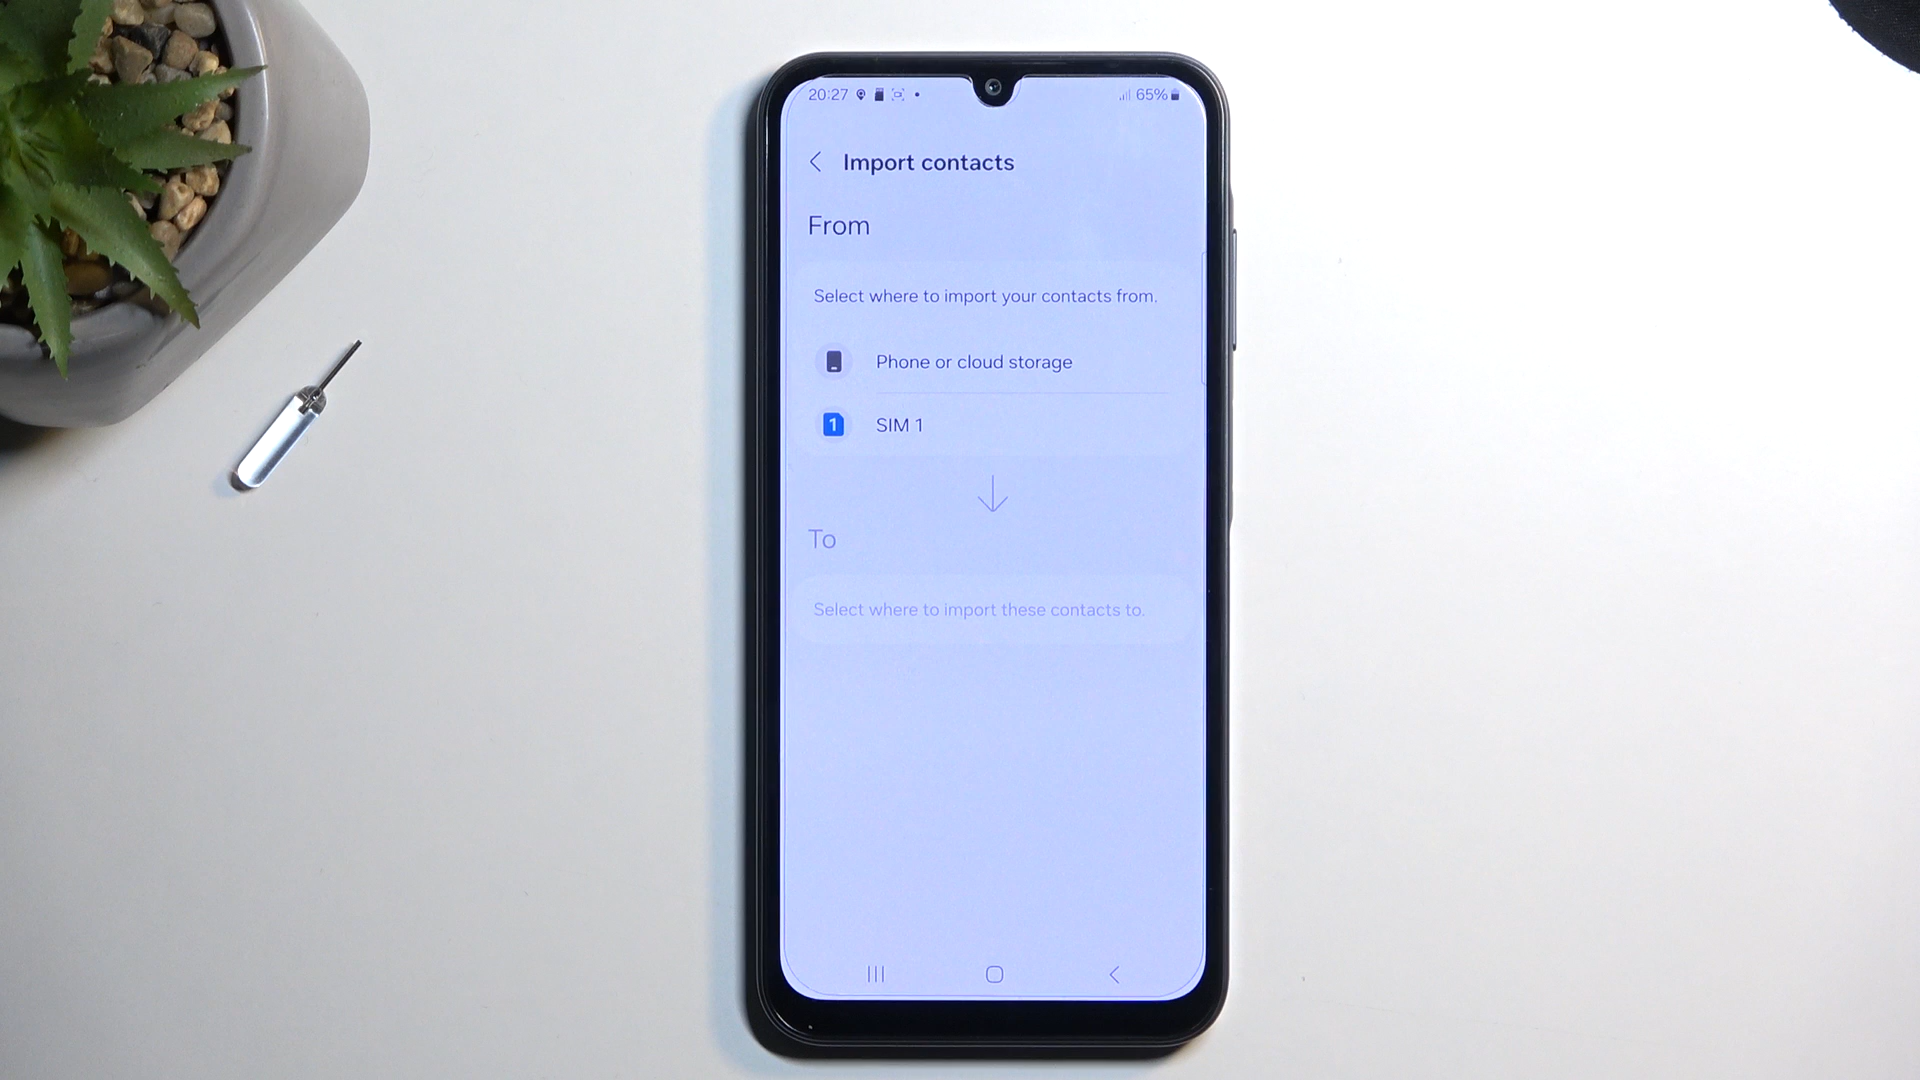 20:27
65%
Import contacts
From
Select where to import your contacts from.
Phone or cloud storage
1
SIM 1
To
Select where to import these contacts to.